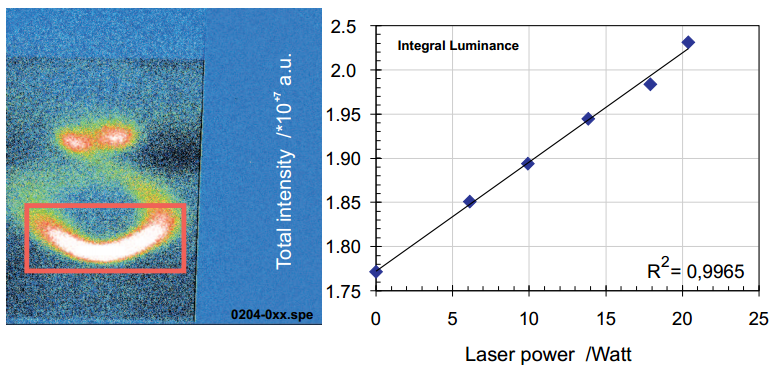 0204-0xx.spe
Total intensity /*10⁺⁷ a.u.
Integral Luminance
2.5
2.0
1.95
1.90
1.85
1.80
1.75
R²= 0,9965
0 5 10 15 20 25
Laser power /Watt